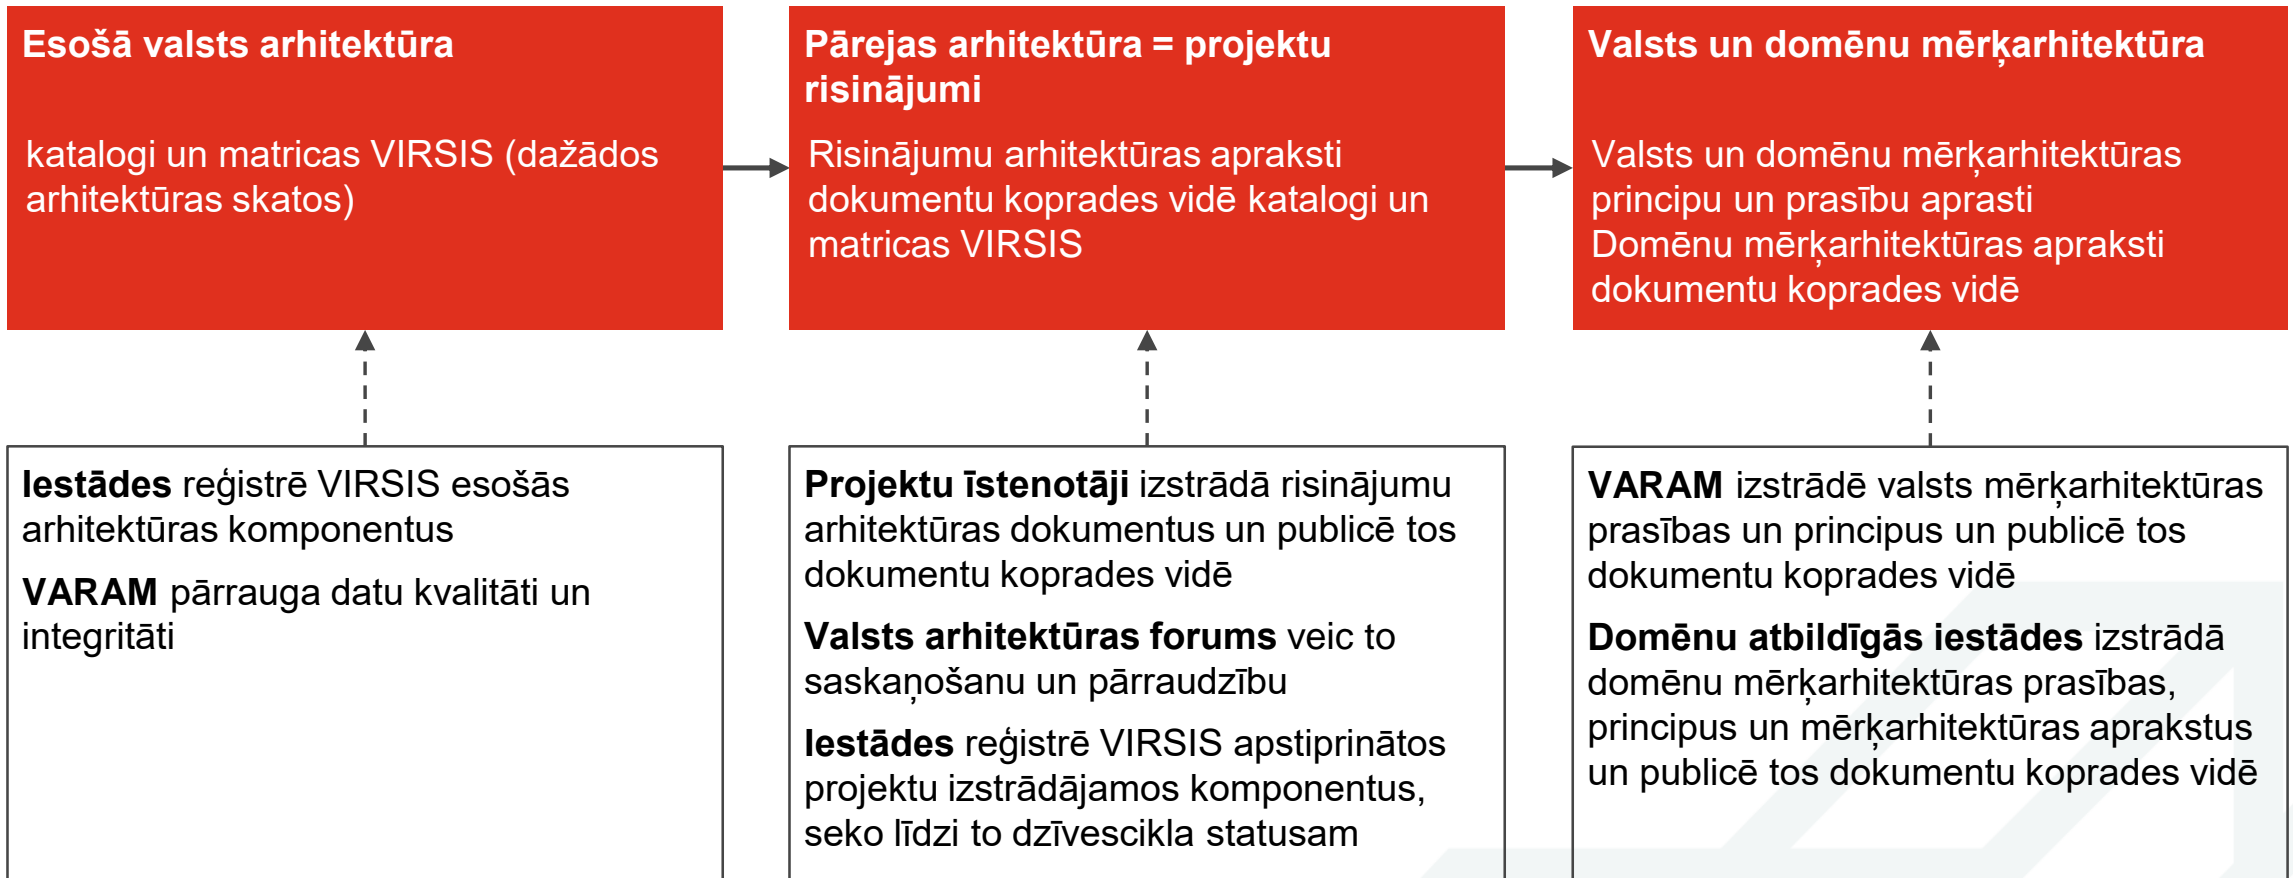 Esošā valsts arhitektūra
katalogi un matricas VIRSIS (dažādos
arhitektūras skatos)
Pārejas arhitektūra = projektu
risinājumi
Risinājumu arhitektūras apraksti
dokumentu koprades vidē katalogi un
matricas VIRSIS
Valsts un domēnu mērķarhitektūra
Valsts un domēnu mērķarhitektūras
principu un prasību aprasti
Domēnu mērķarhitektūras apraksti
dokumentu koprades vidē
Iestādes reģistrē VIRSIS esošās
arhitektūras komponentus
VARAM pārrauga datu kvalitāti un
integritāti
Projektu īstenotāji izstrādā risinājumu
arhitektūras dokumentus un publicē tos
dokumentu koprades vidē
Valsts arhitektūras forums veic to
saskaņošanu un pārraudzību
Iestādes reģistrē VIRSIS apstiprinātos
projektu izstrādājamos komponentus,
seko līdzi to dzīvescikla statusam
VARAM izstrādē valsts mērķarhitektūras
prasības un principus un publicē tos
dokumentu koprades vidē
Domēnu atbildīgās iestādes izstrādā
domēnu mērķarhitektūras prasības,
principus un mērķarhitektūras aprakstus
un publicē tos dokumentu koprades vidē